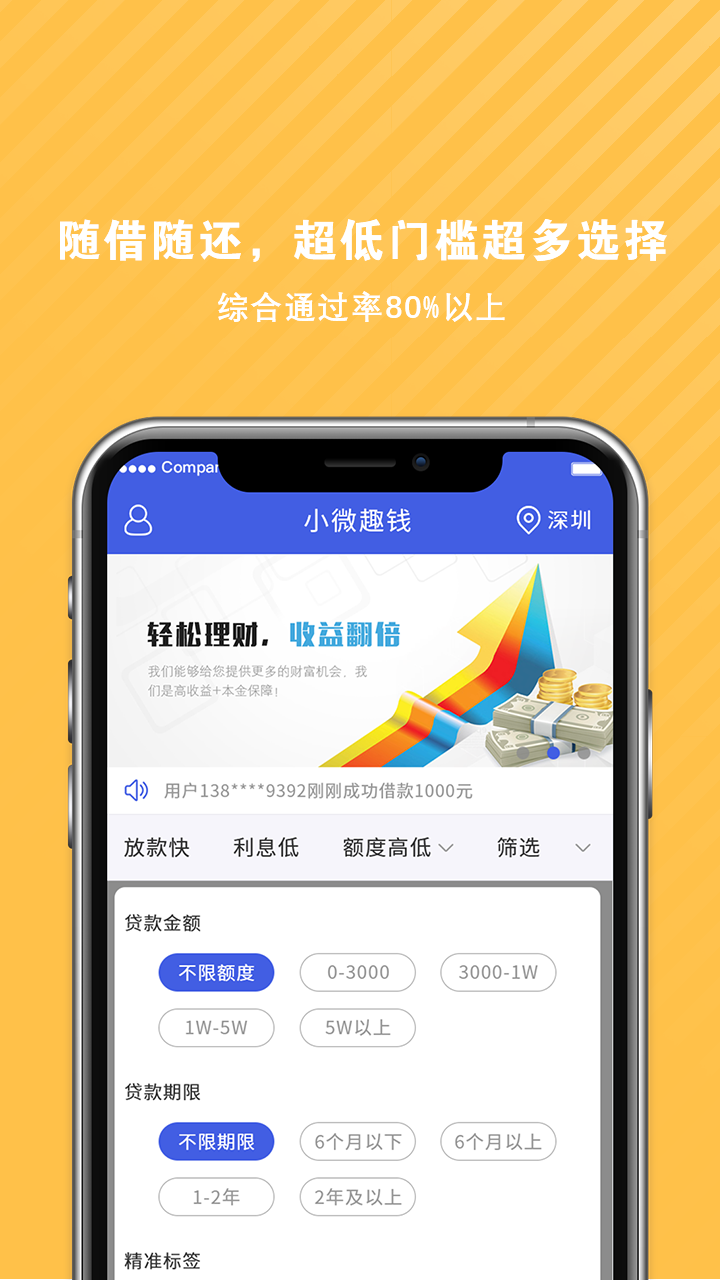 随借随还，超低门槛超多选择
综合通过率80%以上
Compar
小微趣钱
深圳
轻松理财，收益翻倍
我们能够给您提供更多的财富机会，我
们是高收益+本金保障！
用户138****9392刚刚成功借款1000元
放款快 利息低 额度高低 筛选
贷款金额
不限额度 0-3000 3000-1W
1W-5W 5W以上
贷款期限
不限期限 6个月以下 6个月以上
1-2年 2年及以上
精准标签